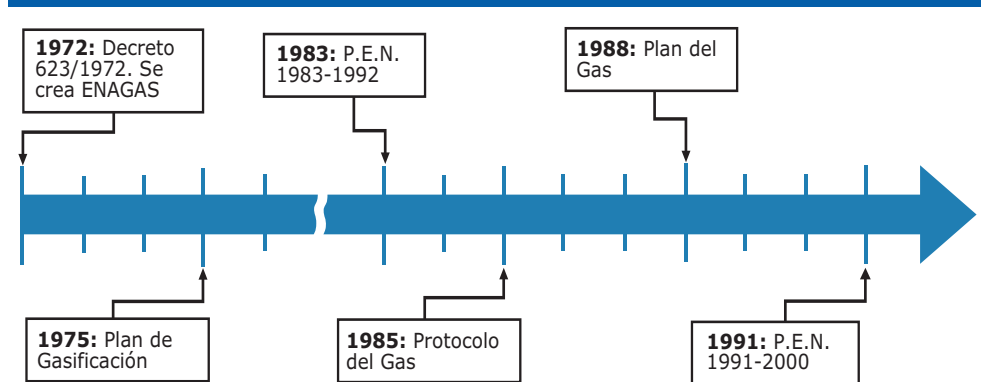 1972: Decreto
623/1972. Se
crea ENAGAS
1983: P.E.N.
1983-1992
1988: Plan del
Gas
1975: Plan de
Gasificación
1985: Protocolo
del Gas
1991: P.E.N.
1991-2000